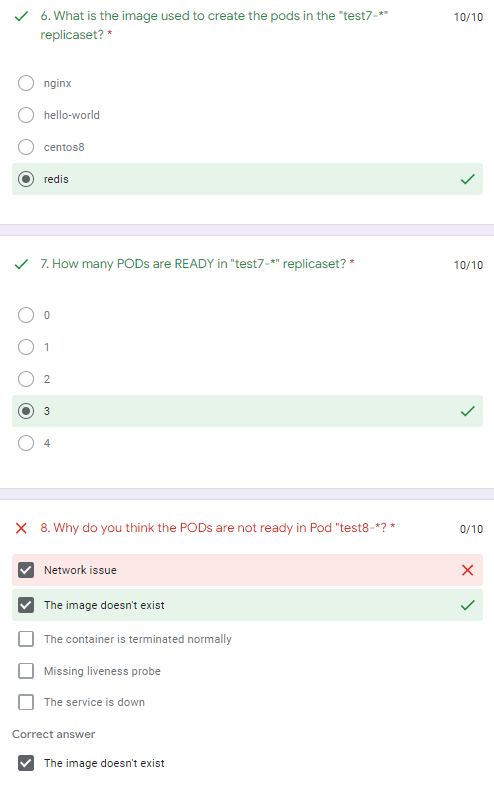 6. What is the image used to create the pods in the "test7-*"
replicaset? *
10/10
nginx
hello-world
centos8
redis
7. How many PODs are READY in "test7-*" replicaset? *
10/10
0
1
2
3
4
8. Why do you think the PODs are not ready in Pod "test8-*? *
0/10
Network issue
The image doesn't exist
The container is terminated normally
Missing liveness probe
The service is down
Correct answer
The image doesn't exist